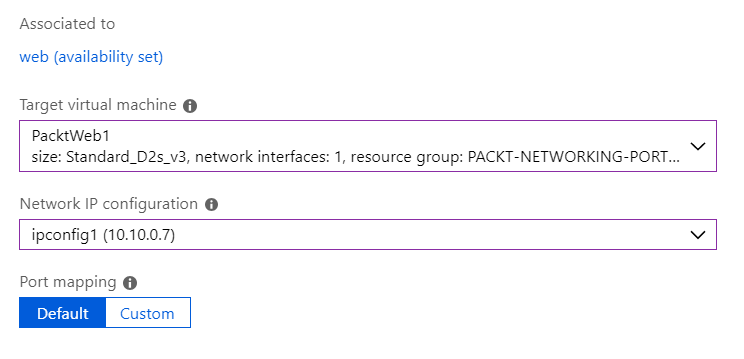 Associated to
web (availability set)
Target virtual machine
PacktWeb1
size: Standard_D2s_v3, network interfaces: 1, resource group: PACKT-NETWORKING-PORT...
Network IP configuration
ipconfig1 (10.10.0.7)
Port mapping
Default Custom